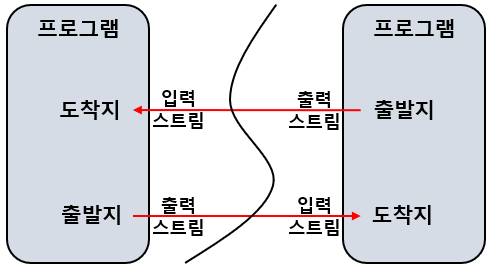 프로그램 프로그램
도착지 입력 출력 출발지
스트림 스트림
출발지 출력 입력 도착지
스트림 스트림